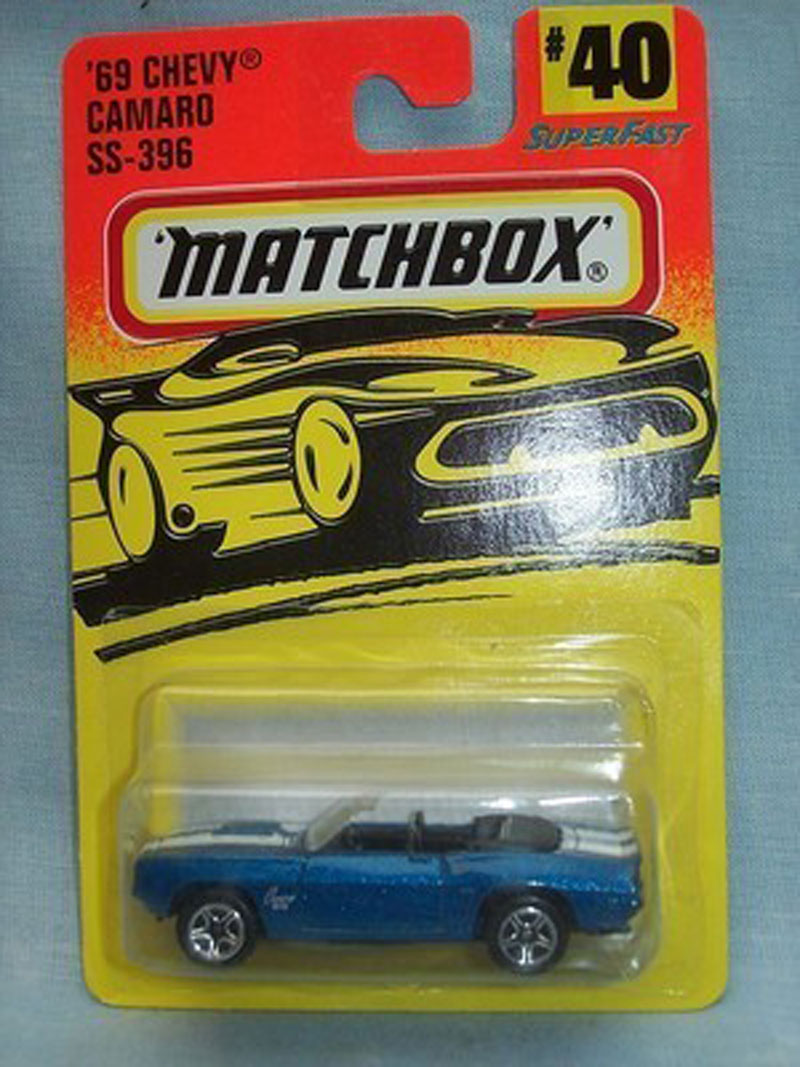 '69 CHEVY®
CAMARO
SS-396
#40
SUPERFAST
'MATCHBOX'®